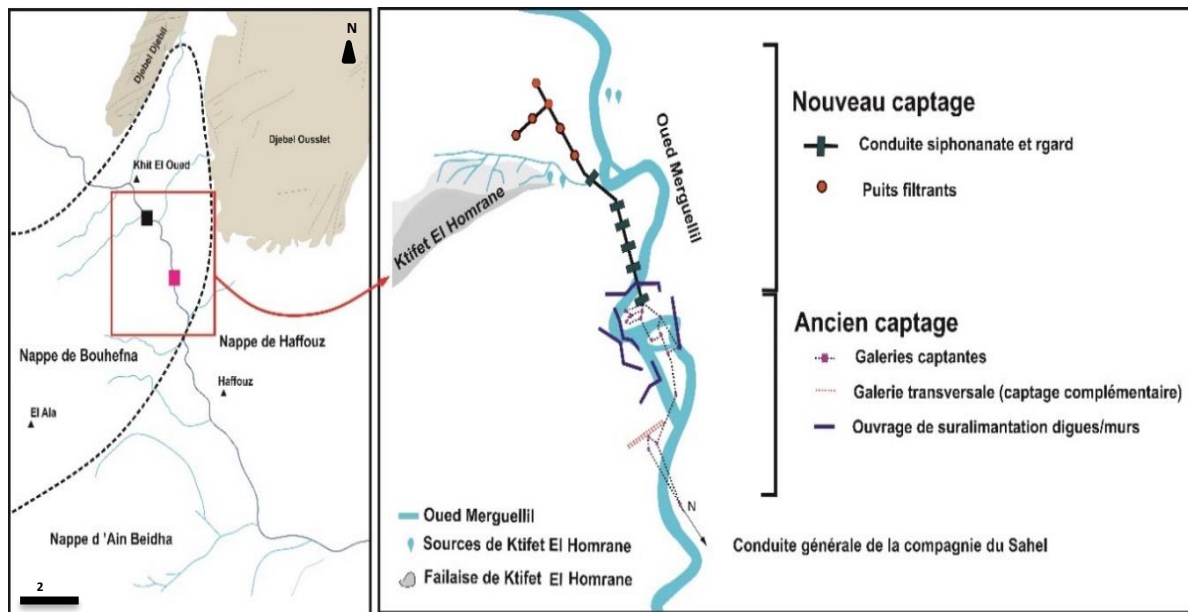 N
Djebel Djebil
Djebel Ousslet
Khit El Oued
Nappe de Bouhefna
Nappe de Haffouz
Haffouz
El Ala
Nappe d 'Ain Beidha
2
Oued Merguellil
Ktifet El Homrane
N
Oued Merguellil
Sources de Ktifet El Homrane
Failaise de Ktifet El Homrane
Nouveau captage
Conduite siphonanate et rgard
Puits filtrants
Ancien captage
Galeries captantes
Galerie transversale (captage complémentaire)
Ouvrage de suralimentation digues/murs
Conduite générale de la compagnie du Sahel